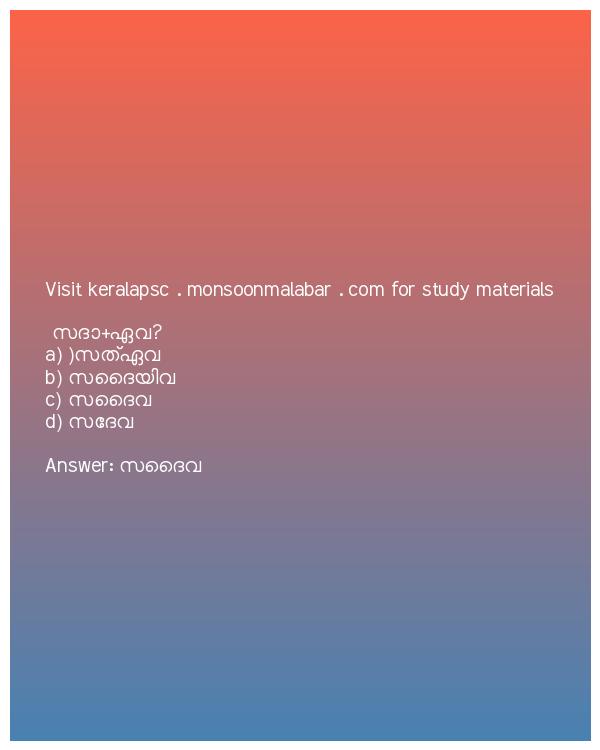 Visit keralapsc . monsoonmalabar . com for study materials
സദാ+ഏവ?
a) )സത്ഏവ
b) സദൈയിവ
c) സദൈവ
d) സദേവ
Answer: സദൈവ